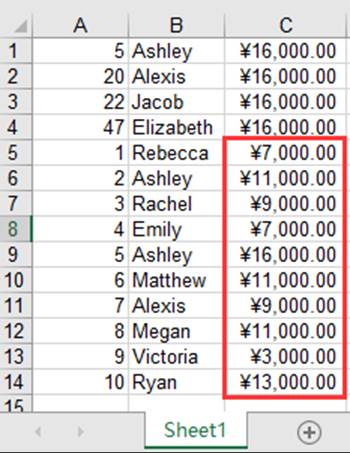 A B C
1 5 Ashley ¥16,000.00
2 20 Alexis ¥16,000.00
3 22 Jacob ¥16,000.00
4 47 Elizabeth ¥16,000.00
5 1 Rebecca ¥7,000.00
6 2 Ashley ¥11,000.00
7 3 Rachel ¥9,000.00
8 4 Emily ¥7,000.00
9 5 Ashley ¥16,000.00
10 6 Matthew ¥11,000.00
11 7 Alexis ¥9,000.00
12 8 Megan ¥11,000.00
13 9 Victoria ¥3,000.00
14 10 Ryan ¥13,000.00
15
Sheet1